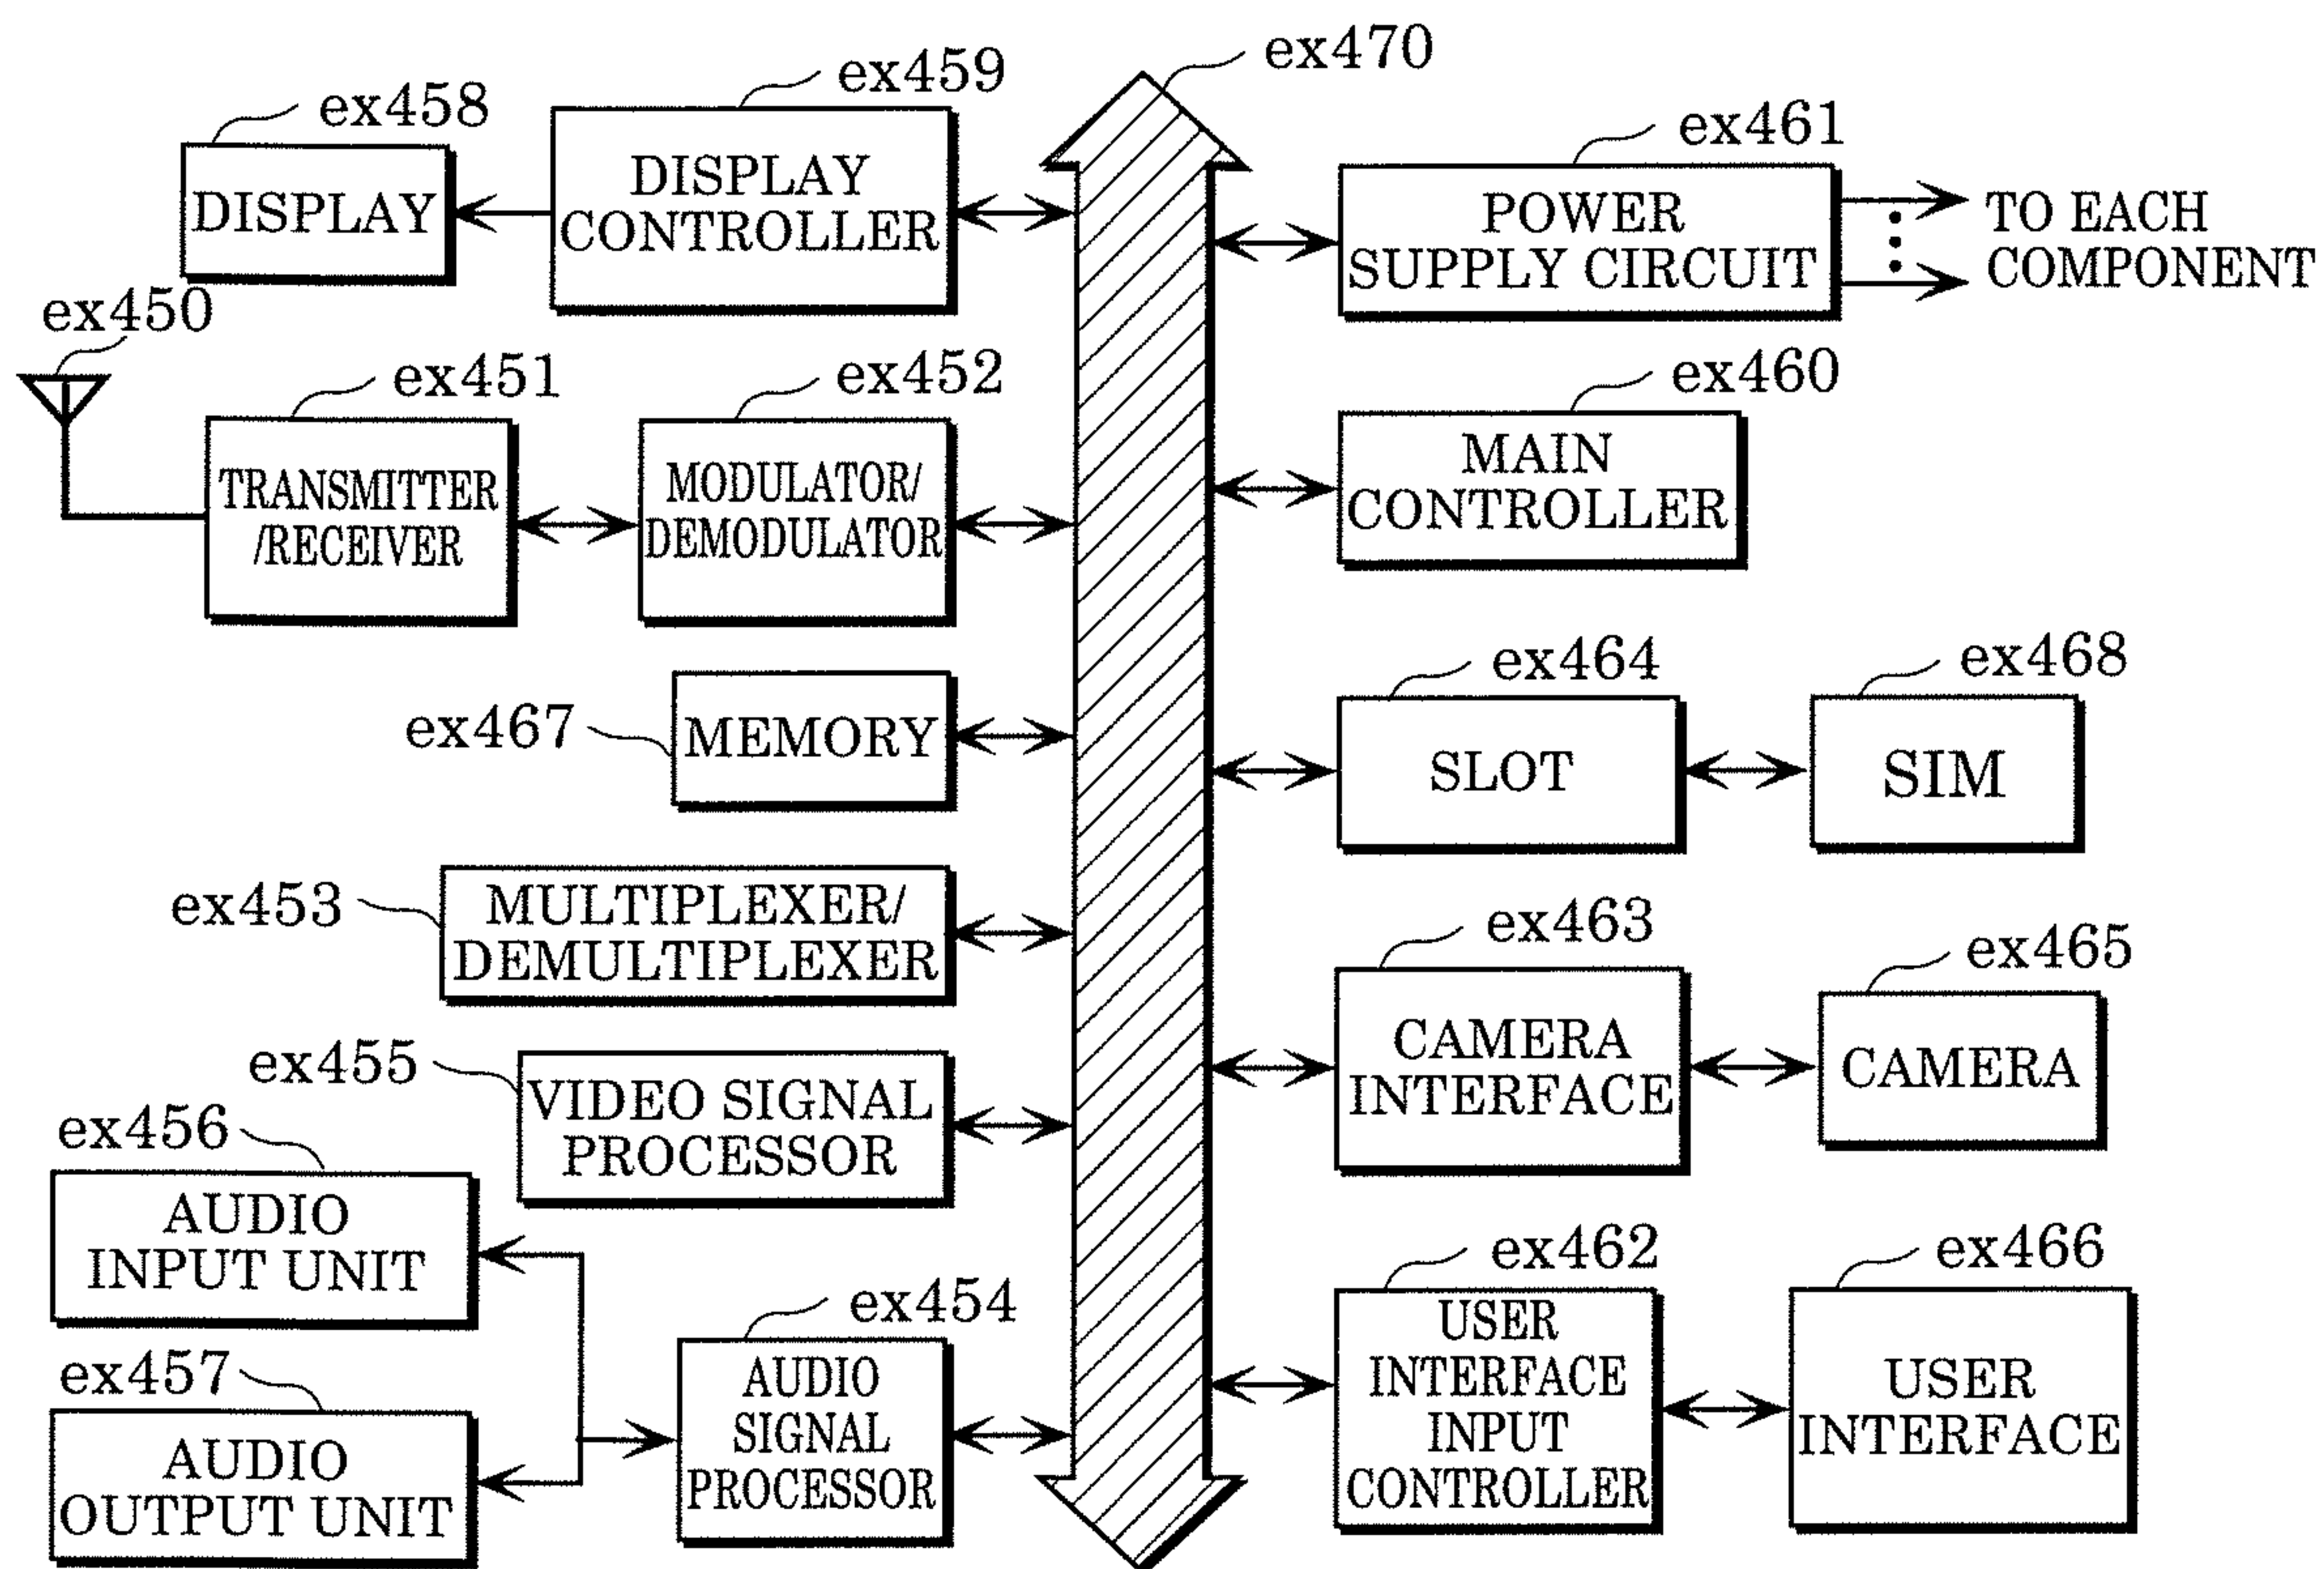 ex470
ex459
ex458
DISPLAY
DISPLAY
CONTROLLER
ex461
POWER
SUPPLY CIRCUIT
TO EACH
COMPONENT
ex450
ex451
TRANSMITTER
/RECEIVER
ex452
MODULATOR/
DEMODULATOR
ex460
MAIN
CONTROLLER
ex467
MEMORY
ex464
SLOT
ex468
SIM
ex453
MULTIPLEXER/
DEMULTIPLEXER
ex463
CAMERA
INTERFACE
ex465
CAMERA
ex455
VIDEO SIGNAL
PROCESSOR
ex456
AUDIO
INPUT UNIT
ex457
AUDIO
OUTPUT UNIT
ex454
AUDIO
SIGNAL
PROCESSOR
ex462
USER
INTERFACE
INPUT
CONTROLLER
ex466
USER
INTERFACE